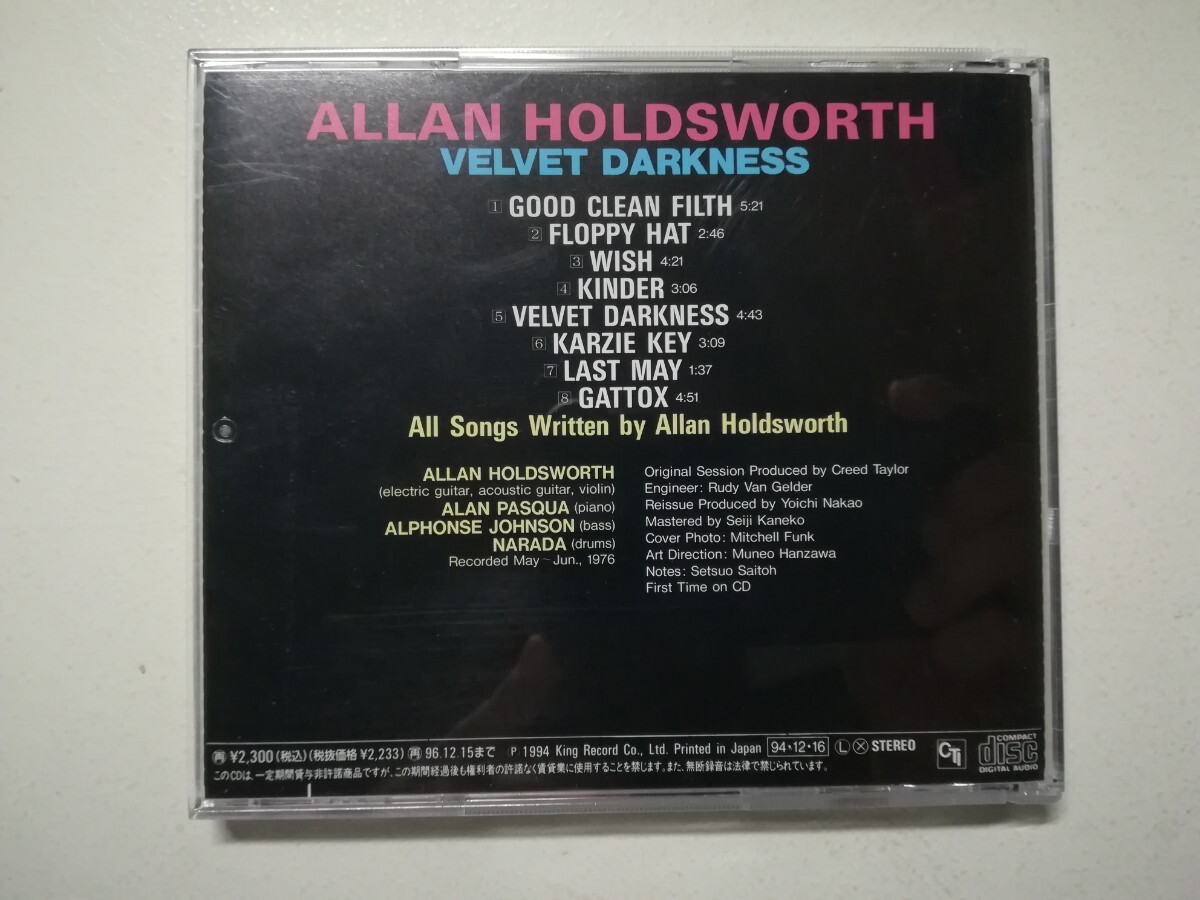 ALLAN HOLDSWORTH
VELVET DARKNESS
1 GOOD CLEAN FILTH 5:21
2 FLOPPY HAT 2:46
3 WISH 4:21
4 KINDER 3:06
5 VELVET DARKNESS 4:43
6 KARZIE KEY 3:09
7 LAST MAY 1:37
8 GATTOX 4:51
All Songs Written by Allan Holdsworth
ALLAN HOLDSWORTH
(electric guitar, acoustic guitar, violin)
ALAN PASQUA (piano)
ALPHONSE JOHNSON (bass)
NARADA (drums)
Recorded May~Jun., 1976
Original Session Produced by Creed Taylor
Engineer: Rudy Van Gelder
Reissue Produced by Yoichi Nakao
Mastered by Seiji Kaneko
Cover Photo: Mitchell Funk
Art Direction: Muneo Hanzawa
Notes: Setsuo Saitoh
First Time on CD
再 ¥2,300(税込)(税抜価格 ¥2,233) 再 96.12.15まで ℗ 1994 King Record Co., Ltd. Printed in Japan 94・12・16 Ⓛ Ⓧ STEREO
CTi
COMPACT disc DIGITAL AUDIO
このCDは、一定期間貸与非許諾商品ですが、この期間経過後も権利者の許諾なく賃貸業に使用することを禁じます。また、無断録音は法律で禁じられています。